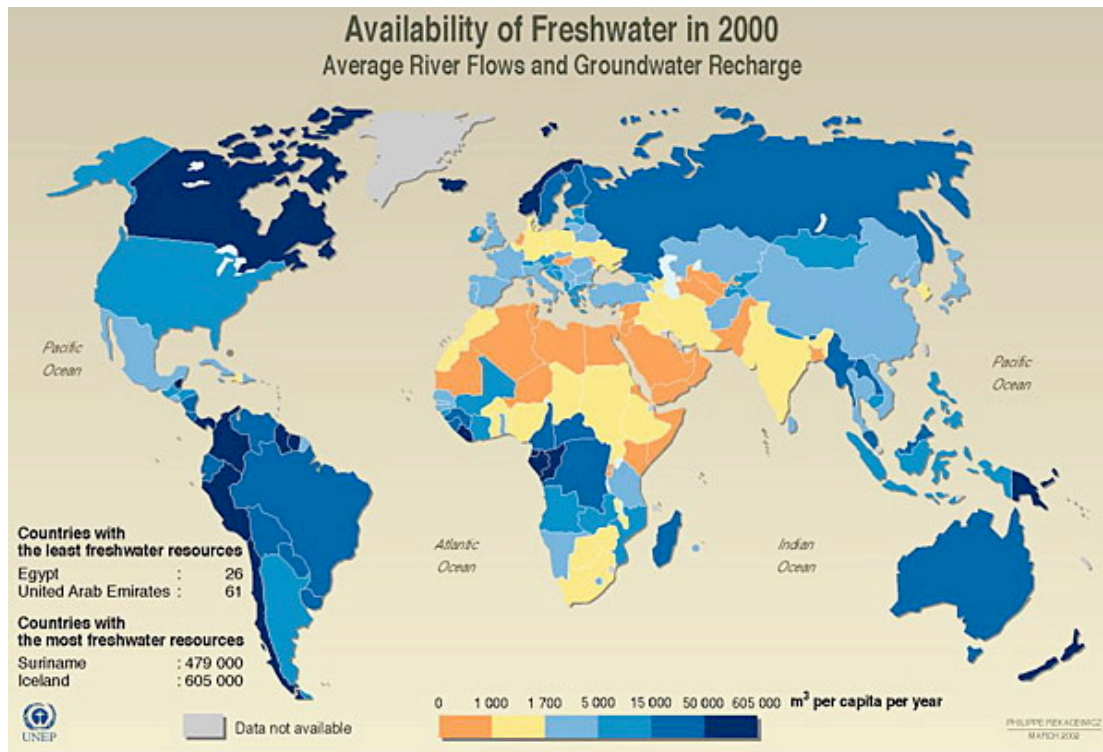 Availability of Freshwater in 2000
Average River Flows and Groundwater Recharge
Pacific
Ocean
Pacific
Ocean
Atlantic
Ocean
Indian
Ocean
Countries with
the least freshwater resources
Egypt : 26
United Arab Emirates : 61
Countries with
the most freshwater resources
Suriname : 479 000
Iceland : 605 000
UNEP
Data not available
0 1 000 1 700 5 000 15 000 50 000 605 000 m³ per capita per year
PHILIPPE REKACEWICZ
MARCH 2002